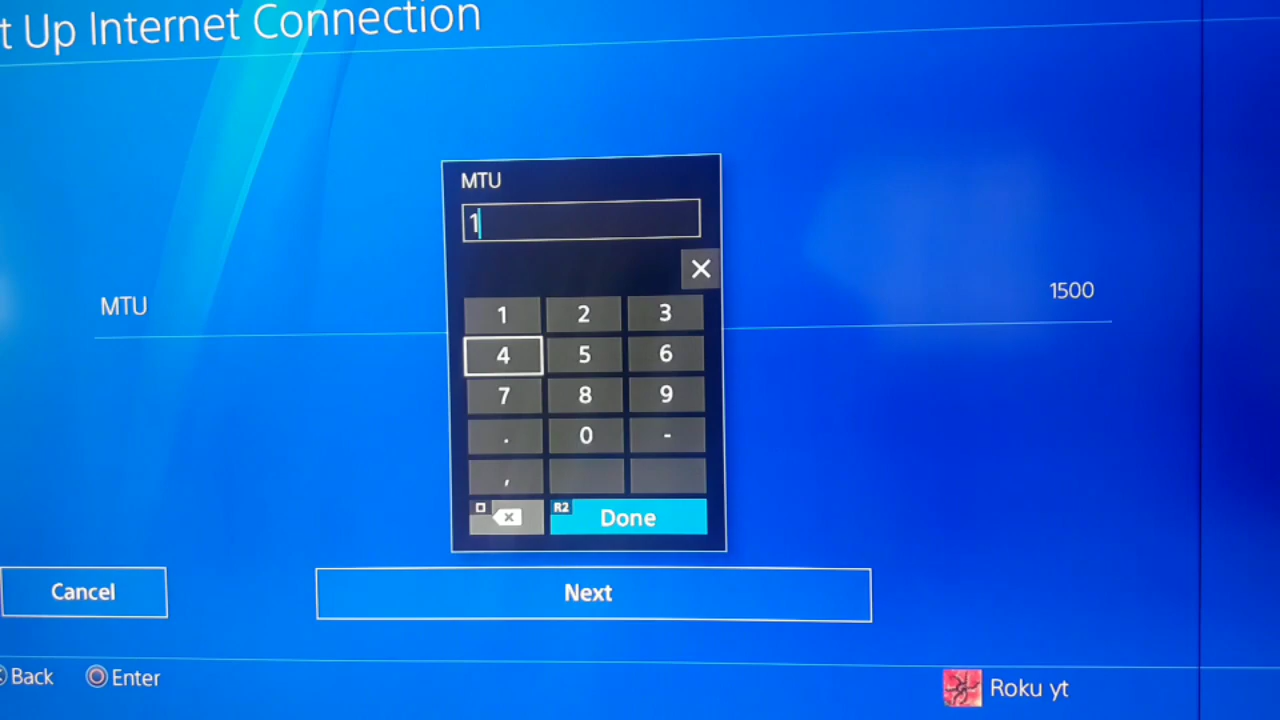 t Up Internet Connection
MTU
1
MTU
1500
1 2 3
4 5 6
7 8 9
. 0 -
,
R2 Done
Cancel
Next
Back
Enter
Roku yt